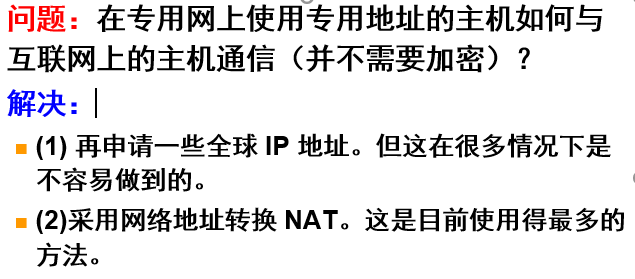 问题：在专用网上使用专用地址的主机如何与
互联网上的主机通信（并不需要加密）？
解决：
(1) 再申请一些全球 IP 地址。但这在很多情况下是
不容易做到的。
(2)采用网络地址转换 NAT。这是目前使用得最多的
方法。